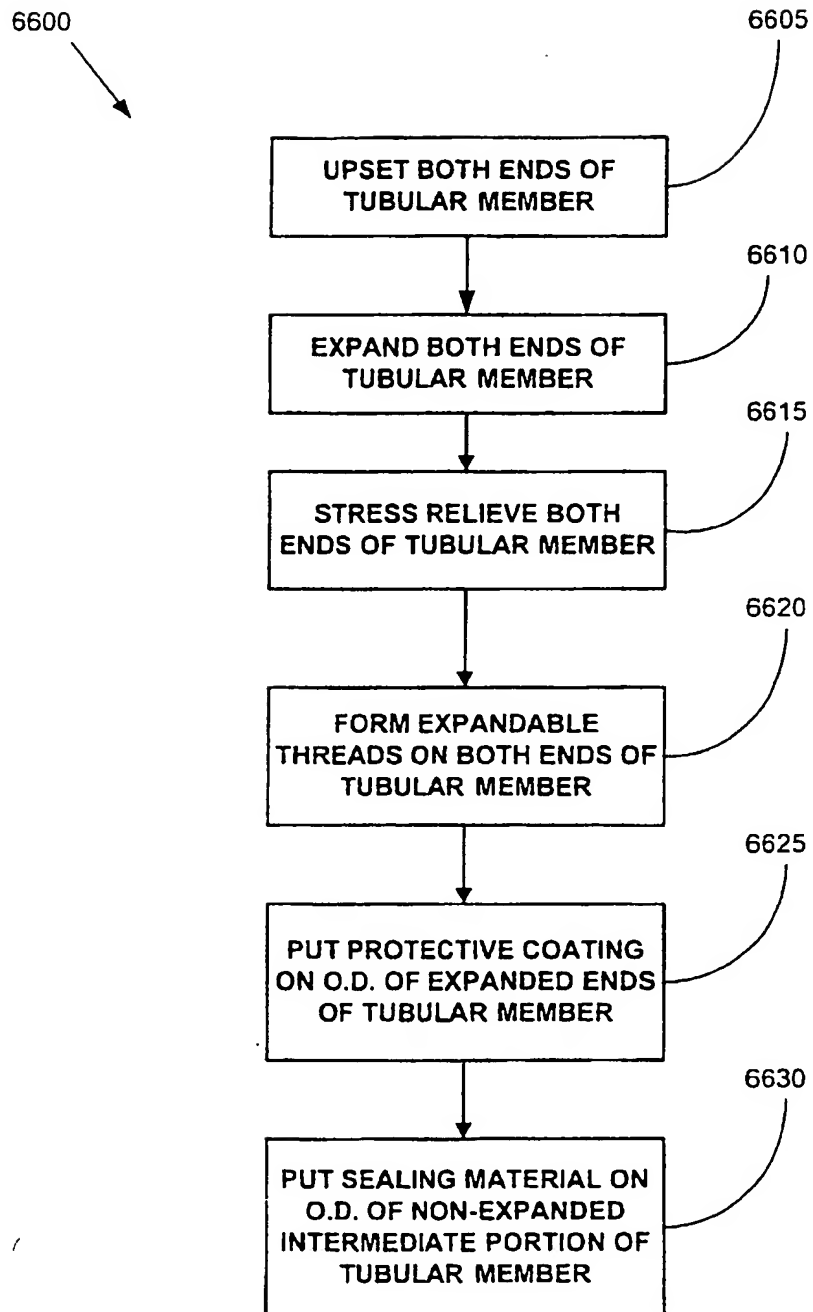 6600
6605
UPSET BOTH ENDS OF
TUBULAR MEMBER
6610
EXPAND BOTH ENDS OF
TUBULAR MEMBER
6615
STRESS RELIEVE BOTH
ENDS OF TUBULAR MEMBER
6620
FORM EXPANDABLE
THREADS ON BOTH ENDS OF
TUBULAR MEMBER
6625
PUT PROTECTIVE COATING
ON O.D. OF EXPANDED ENDS
OF TUBULAR MEMBER
6630
PUT SEALING MATERIAL ON
O.D. OF NON-EXPANDED
INTERMEDIATE PORTION OF
TUBULAR MEMBER